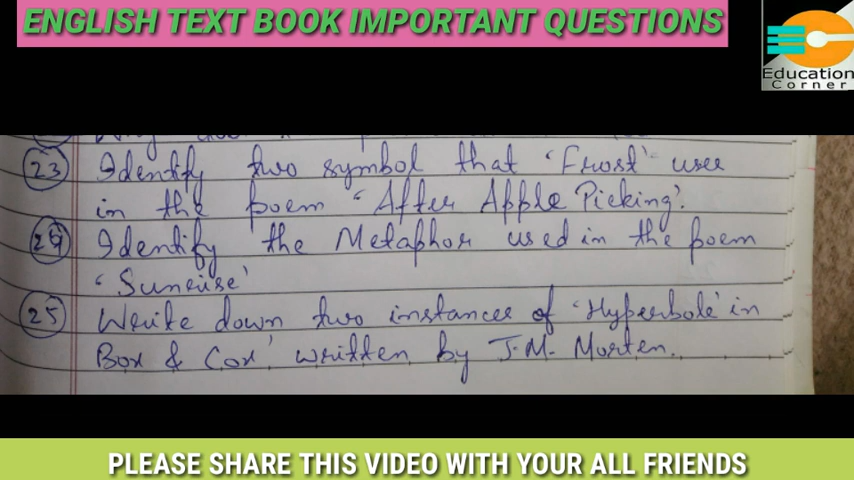 ENGLISH TEXT BOOK IMPORTANT QUESTIONS
Education
Corner
23 Identify two symbol that 'Frost' uses
in the poem 'After Apple Picking'.
24 Identify the Metaphor used in the poem
'Sunrise'
25 Write down two instances of 'Hyperbole' in
Box & Cox' written by J.M. Morten.
PLEASE SHARE THIS VIDEO WITH YOUR ALL FRIENDS